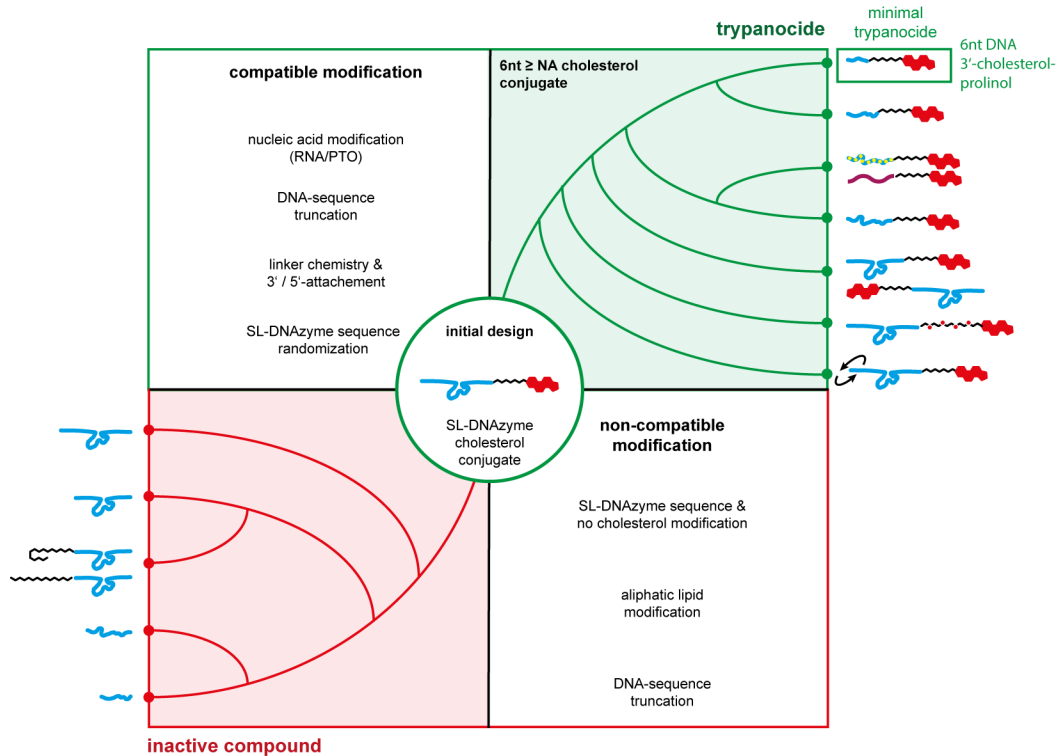 trypanocide
minimal
trypanocide
6nt DNA
3'-cholesterol-
prolinol
compatible modification
6nt ≥ NA cholesterol
conjugate
nucleic acid modification
(RNA/PTO)
DNA-sequence
truncation
linker chemistry &
3' / 5'-attachement
SL-DNAzyme sequence
randomization
initial design
SL-DNAzyme
cholesterol
conjugate
non-compatible
modification
SL-DNAzyme sequence &
no cholesterol modification
aliphatic lipid
modification
DNA-sequence
truncation
inactive compound